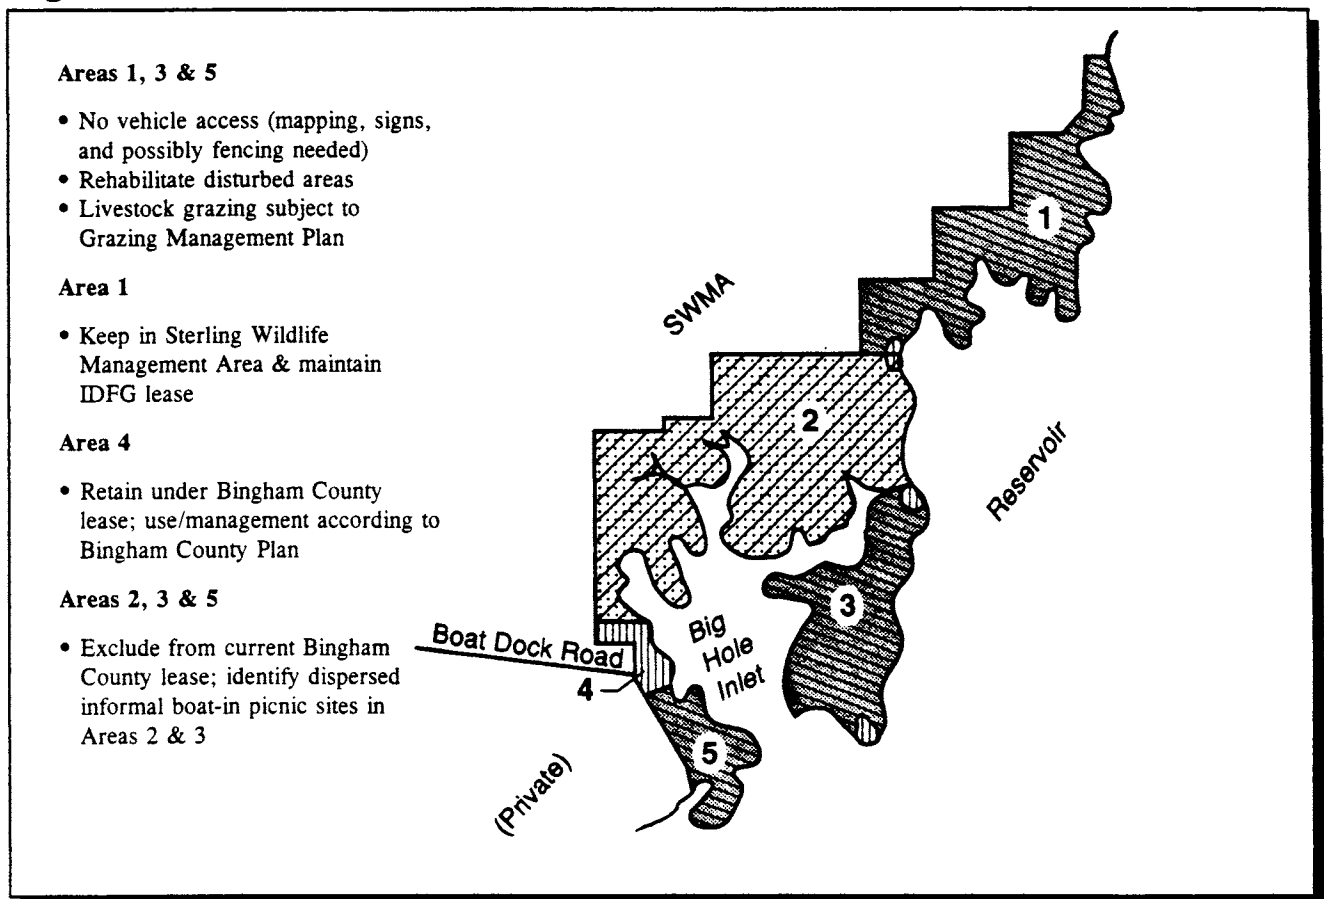 Areas 1, 3 & 5
• No vehicle access (mapping, signs,
and possibly fencing needed)
• Rehabilitate disturbed areas
• Livestock grazing subject to
Grazing Management Plan
Area 1
• Keep in Sterling Wildlife
Management Area & maintain
IDFG lease
Area 4
• Retain under Bingham County
lease; use/management according to
Bingham County Plan
Areas 2, 3 & 5
• Exclude from current Bingham
County lease; identify dispersed
informal boat-in picnic sites in
Areas 2 & 3
1
SWMA
2
Reservoir
3
Big
Hole
Inlet
Boat Dock Road
4
5
(Private)